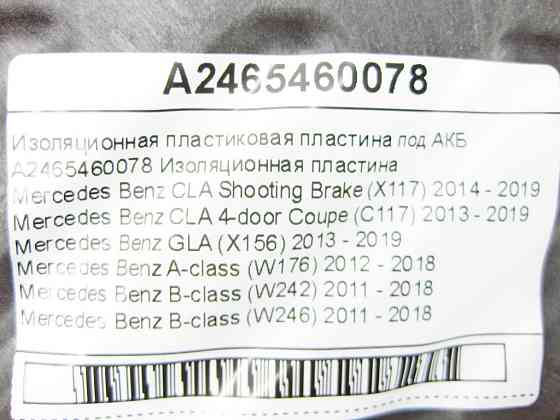 A2465460078
Изоляционная пластиковая пластина под АКБ
A2465460078 Изоляционная пластина
Mercedes Benz CLA Shooting Brake (X117) 2014 - 2019
Mercedes Benz CLA 4-door Coupe (C117) 2013 - 2019
Mercedes Benz GLA (X156) 2013 - 2019
Mercedes Benz A-class (W176) 2012 - 2018
Mercedes Benz B-class (W242) 2011 - 2018
Mercedes Benz B-class (W246) 2011 - 2018